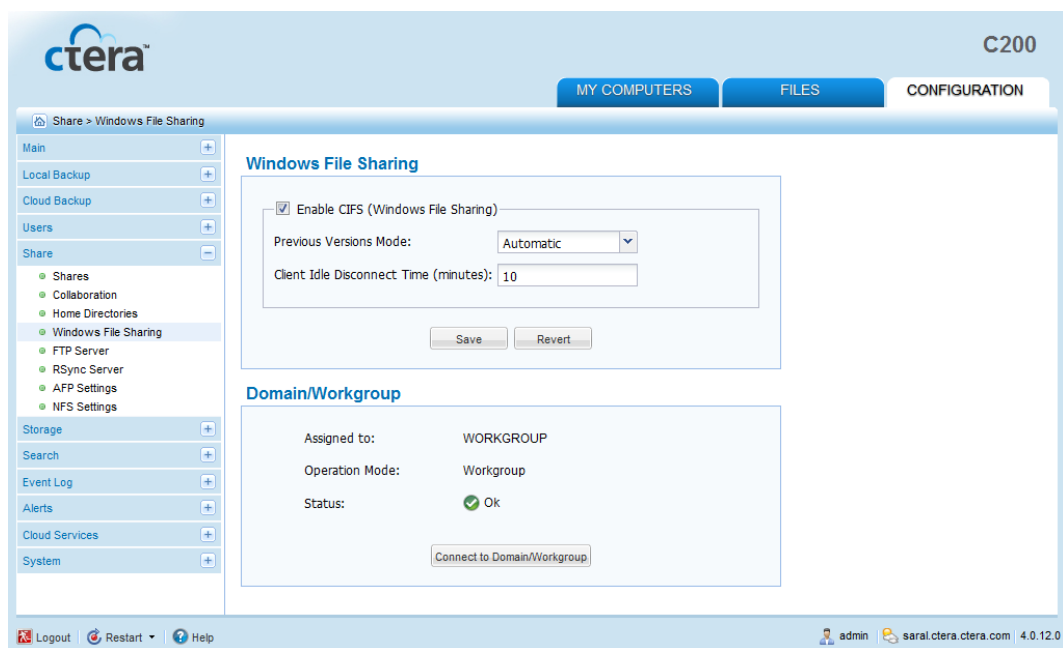 ctera™
C200
MY COMPUTERS
FILES
CONFIGURATION
Share > Windows File Sharing
Main
Local Backup
Cloud Backup
Users
Share
Shares
Collaboration
Home Directories
Windows File Sharing
FTP Server
RSync Server
AFP Settings
NFS Settings
Storage
Search
Event Log
Alerts
Cloud Services
System
Windows File Sharing
Enable CIFS (Windows File Sharing)
Previous Versions Mode: Automatic
Client Idle Disconnect Time (minutes): 10
Save Revert
Domain/Workgroup
Assigned to: WORKGROUP
Operation Mode: Workgroup
Status: Ok
Connect to Domain/Workgroup
Logout Restart Help admin saral.ctera.ctera.com 4.0.12.0